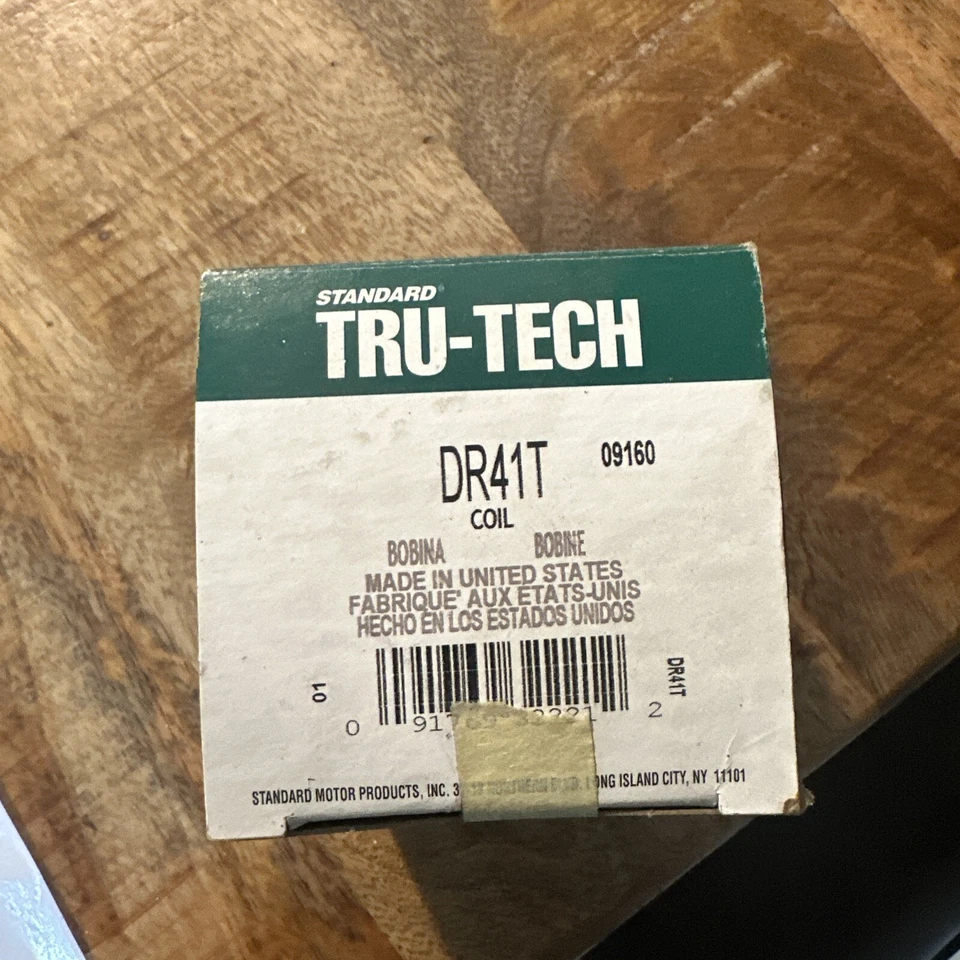 STANDARD®
TRU-TECH
DR41T 09160
COIL
BOBINA BOBINE
MADE IN UNITED STATES
FABRIQUE' AUX ETATS-UNIS
HECHO EN LOS ESTADOS UNIDOS
01
DR41T
0 2
STANDARD MOTOR PRODUCTS, INC. LONG ISLAND CITY, NY 11101